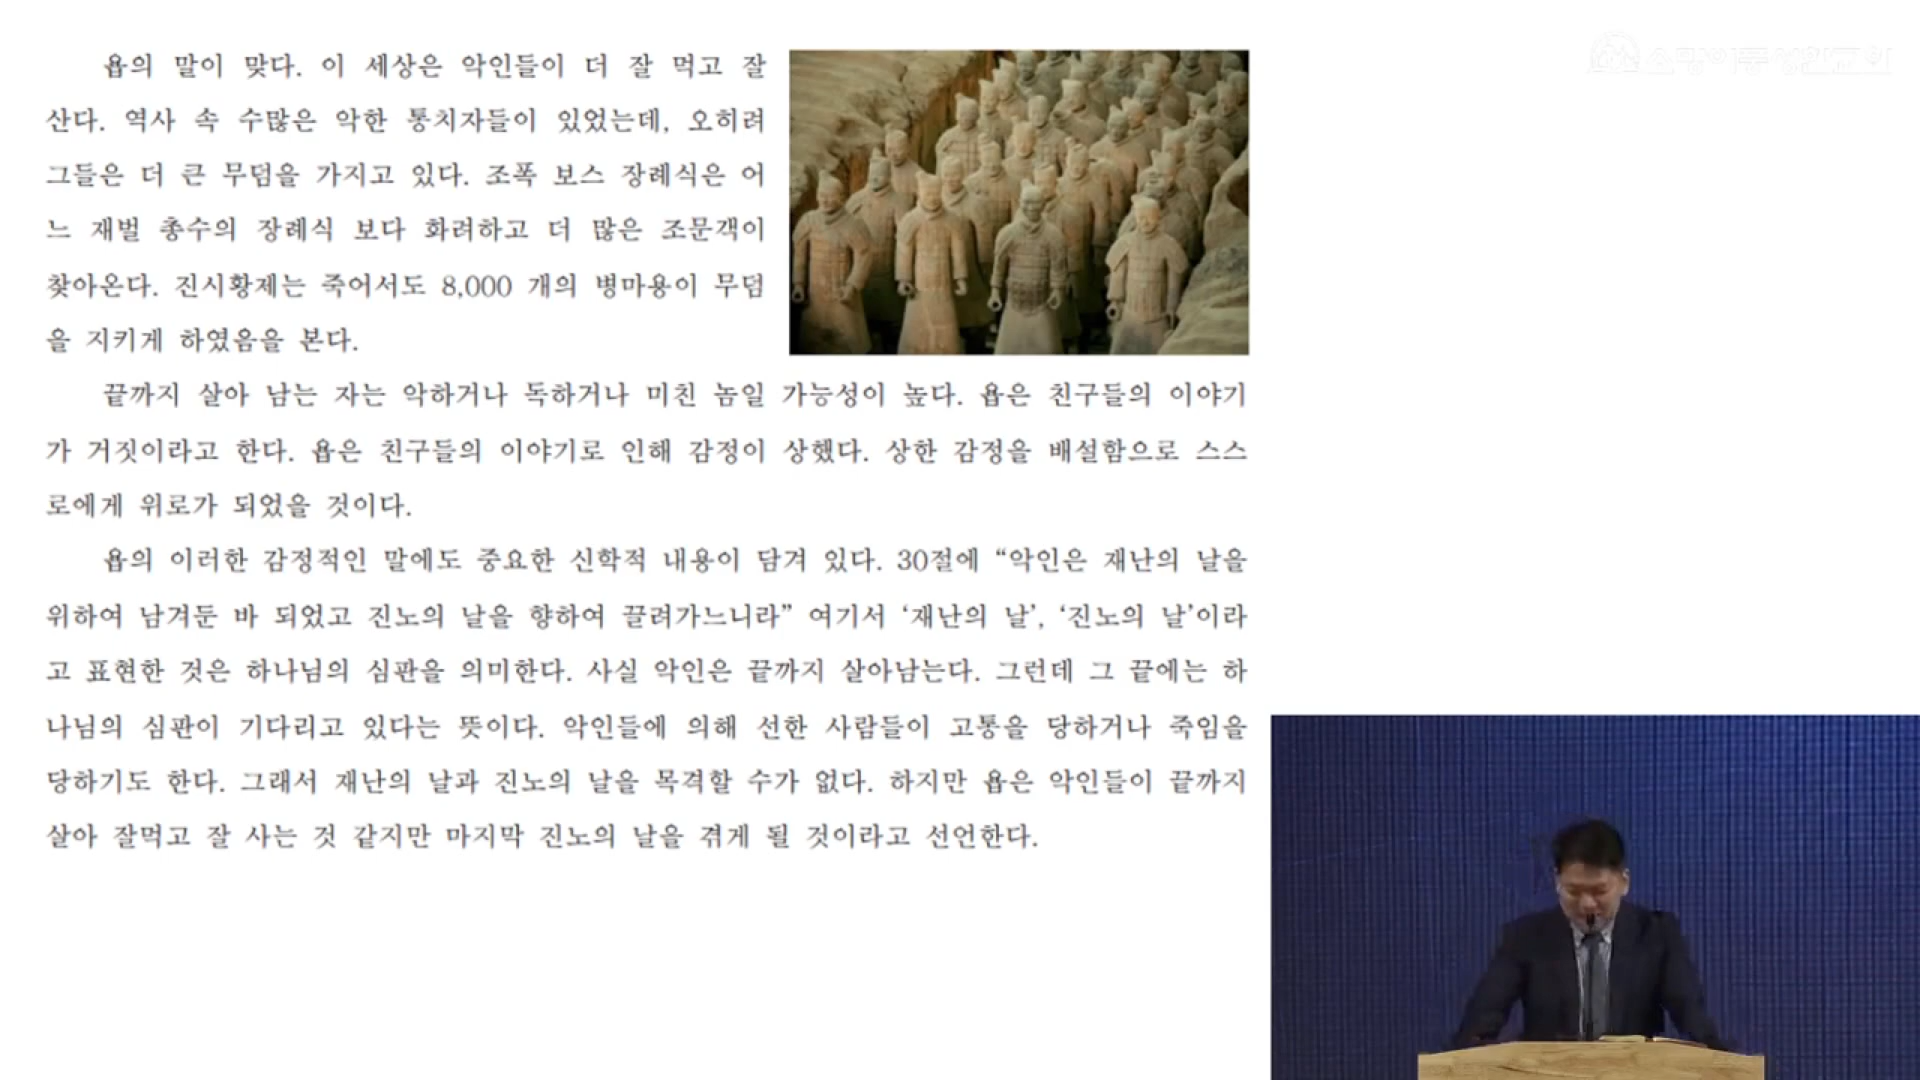 욥의 말이 맞다. 이 세상은 악인들이 더 잘 먹고 잘
산다. 역사 속 수많은 악한 통치자들이 있었는데, 오히려
그들은 더 큰 무덤을 가지고 있다. 조폭 보스 장례식은 어
느 재벌 총수의 장례식 보다 화려하고 더 많은 조문객이
찾아온다. 진시황제는 죽어서도 8,000 개의 병마용이 무덤
을 지키게 하였음을 본다.
끝까지 살아 남는 자는 악하거나 독하거나 미친 놈일 가능성이 높다. 욥은 친구들의 이야기
가 거짓이라고 한다. 욥은 친구들의 이야기로 인해 감정이 상했다. 상한 감정을 배설함으로 스스
로에게 위로가 되었을 것이다.
욥의 이러한 감정적인 말에도 중요한 신학적 내용이 담겨 있다. 30절에 “악인은 재난의 날을
위하여 남겨둔 바 되었고 진노의 날을 향하여 끌려가느니라” 여기서 ‘재난의 날’, ‘진노의 날’이라
고 표현한 것은 하나님의 심판을 의미한다. 사실 악인은 끝까지 살아남는다. 그런데 그 끝에는 하
나님의 심판이 기다리고 있다는 뜻이다. 악인들에 의해 선한 사람들이 고통을 당하거나 죽임을
당하기도 한다. 그래서 재난의 날과 진노의 날을 목격할 수가 없다. 하지만 욥은 악인들이 끝까지
살아 잘먹고 잘 사는 것 같지만 마지막 진노의 날을 겪게 될 것이라고 선언한다.